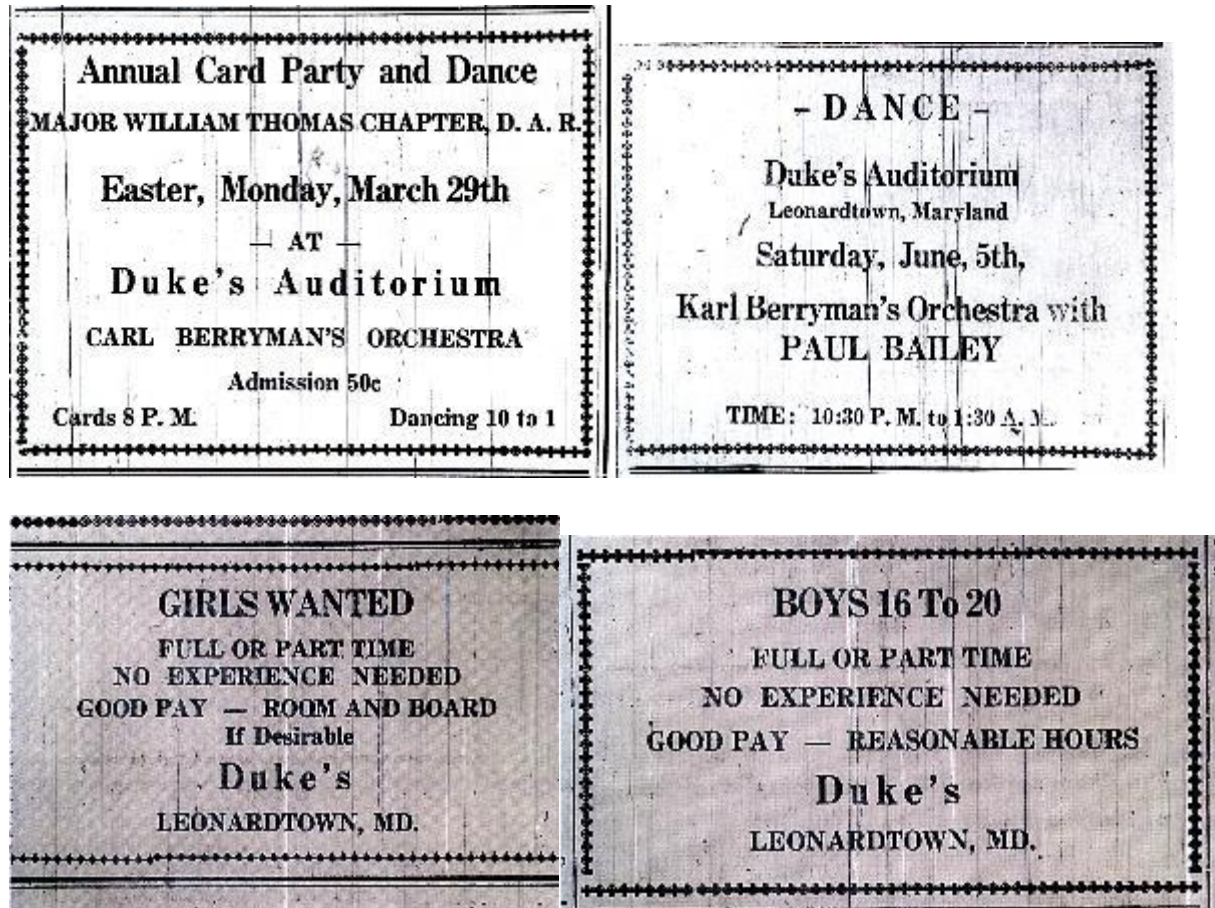 Annual Card Party and Dance
MAJOR WILLIAM THOMAS CHAPTER, D. A. R.
Easter, Monday, March 29th
— AT —
Duke's Auditorium
CARL BERRYMAN'S ORCHESTRA
Admission 50c
Cards 8 P. M. Dancing 10 to 1
– DANCE –
Duke's Auditorium
Leonardtown, Maryland
Saturday, June, 5th,
Karl Berryman's Orchestra with
PAUL BAILEY
TIME: 10:30 P. M. to 1:30 A. M.
GIRLS WANTED
FULL OR PART TIME
NO EXPERIENCE NEEDED
GOOD PAY — ROOM AND BOARD
If Desirable
Duke's
LEONARDTOWN, MD.
BOYS 16 To 20
FULL OR PART TIME
NO EXPERIENCE NEEDED
GOOD PAY — REASONABLE HOURS
Duke's
LEONARDTOWN, MD.